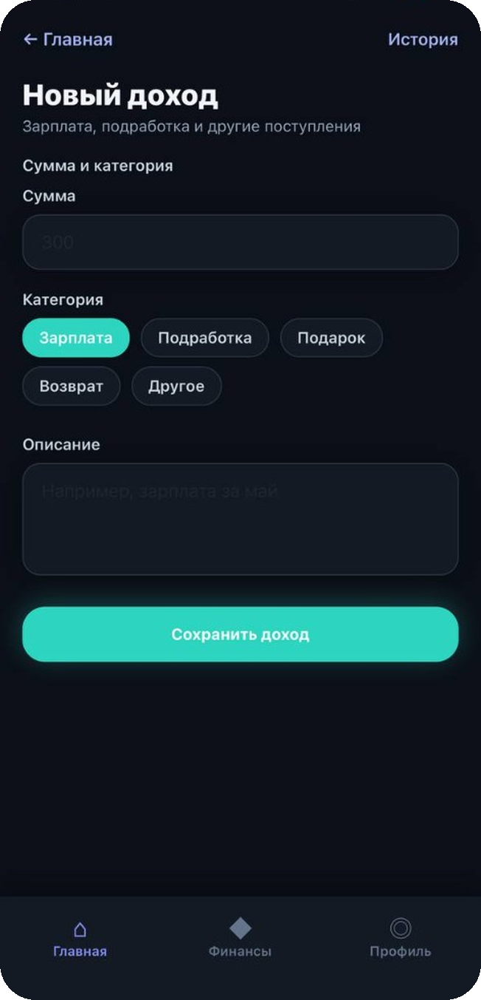 ← Главная История
Новый доход
Зарплата, подработка и другие поступления
Сумма и категория
Сумма
300
Категория
Зарплата Подработка Подарок
Возврат Другое
Описание
Например, зарплата за май
Сохранить доход
Главная Финансы Профиль